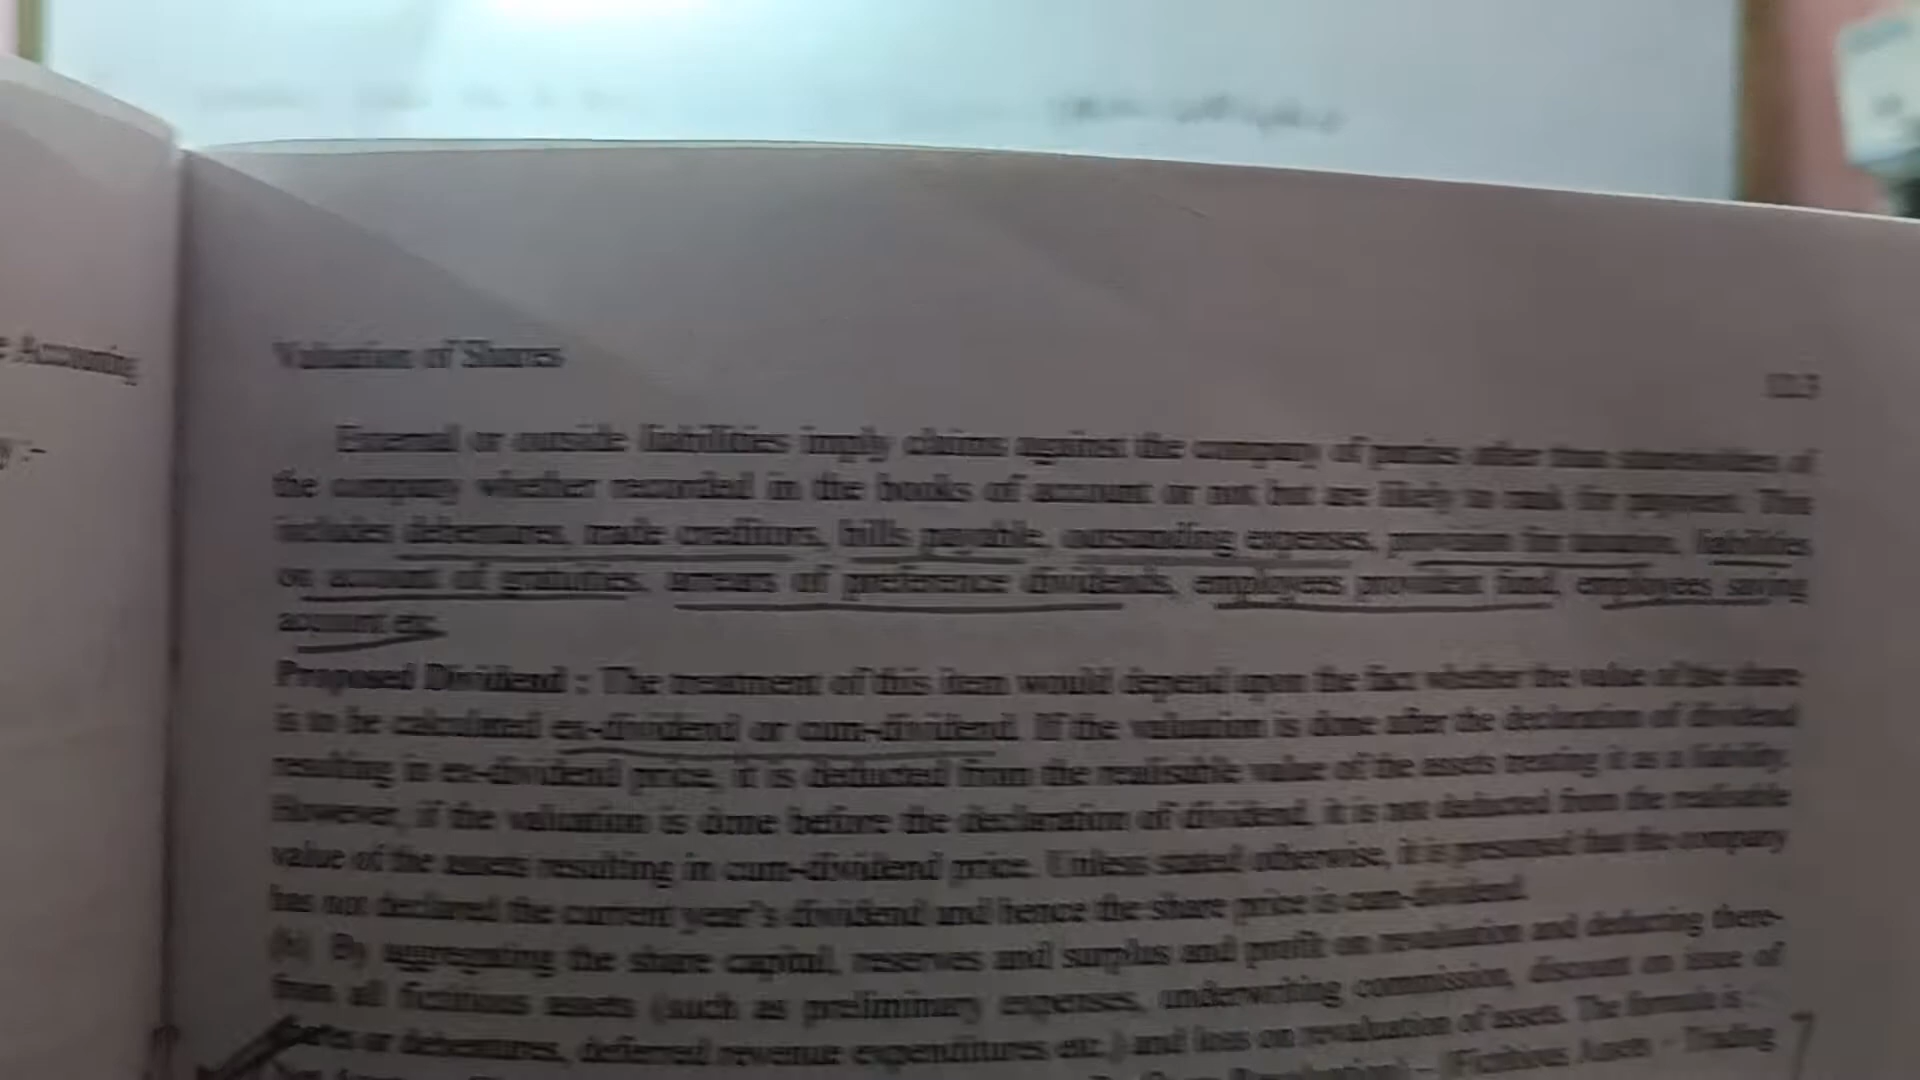 Accounting
Valuation of Shares
External or outside liabilities imply claims against the company of parties other than of
the company whether recorded in the books of account or not but are likely to rank for payment. This
includes debentures, trade creditors, bills payable, outstanding expenses, provision for taxation, liabilities
on account of gratuities, arrears of preference dividends, employees provident fund, employees saving
account etc.
Proposed Dividend : The treatment of this item would depend upon the fact whether the value of the share
is to be calculated ex-dividend or cum-dividend. If the valuation is done after the declaration of dividend
resulting in ex-dividend price, it is deducted from the realisable value of the assets treating it as a liability.
However, if the valuation is done before the declaration of dividend, it is not deducted from the realisable
value of the assets resulting in cum-dividend price. Unless stated otherwise, it is presumed that the company
has not declared the current year's dividend and hence the share price is cum-dividend.
(b) By aggregating the share capital, reserves and surplus and profit on revaluation and deducting there-
from all fictitious assets (such as preliminary expenses, underwriting commission, discount on issue of
shares or debentures, deferred revenue expenditures etc.) and loss on revaluation of assets. The formula is :
(Fictitious Assets - Trading